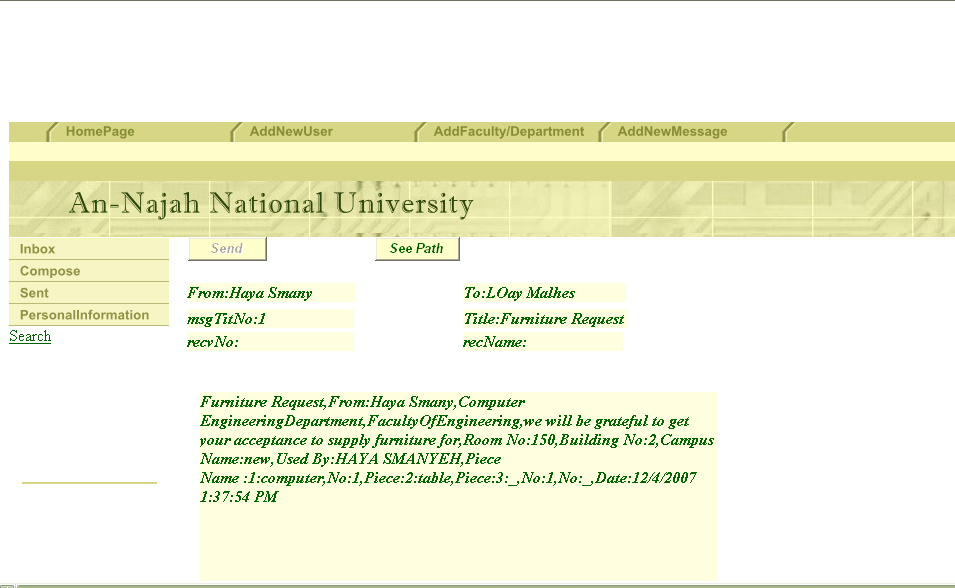 HomePage AddNewUser AddFaculty/Department AddNewMessage
An-Najah National University
Inbox
Compose
Sent
PersonalInformation
Search
Send See Path
From:Haya Smany To:LOay Malhes
msgTitNo:1 Title:Furniture Request
recvNo: recName:
Furniture Request,From:Haya Smany,Computer
EngineeringDepartment,FacultyOfEngineering,we will be grateful to get
your acceptance to supply furniture for,Room No:150,Building No:2,Campus
Name:new,Used By:HAYA SMANYEH,Piece
Name :1:computer,No:1,Piece:2:table,Piece:3:_,No:1,No:_,Date:12/4/2007
1:37:54 PM